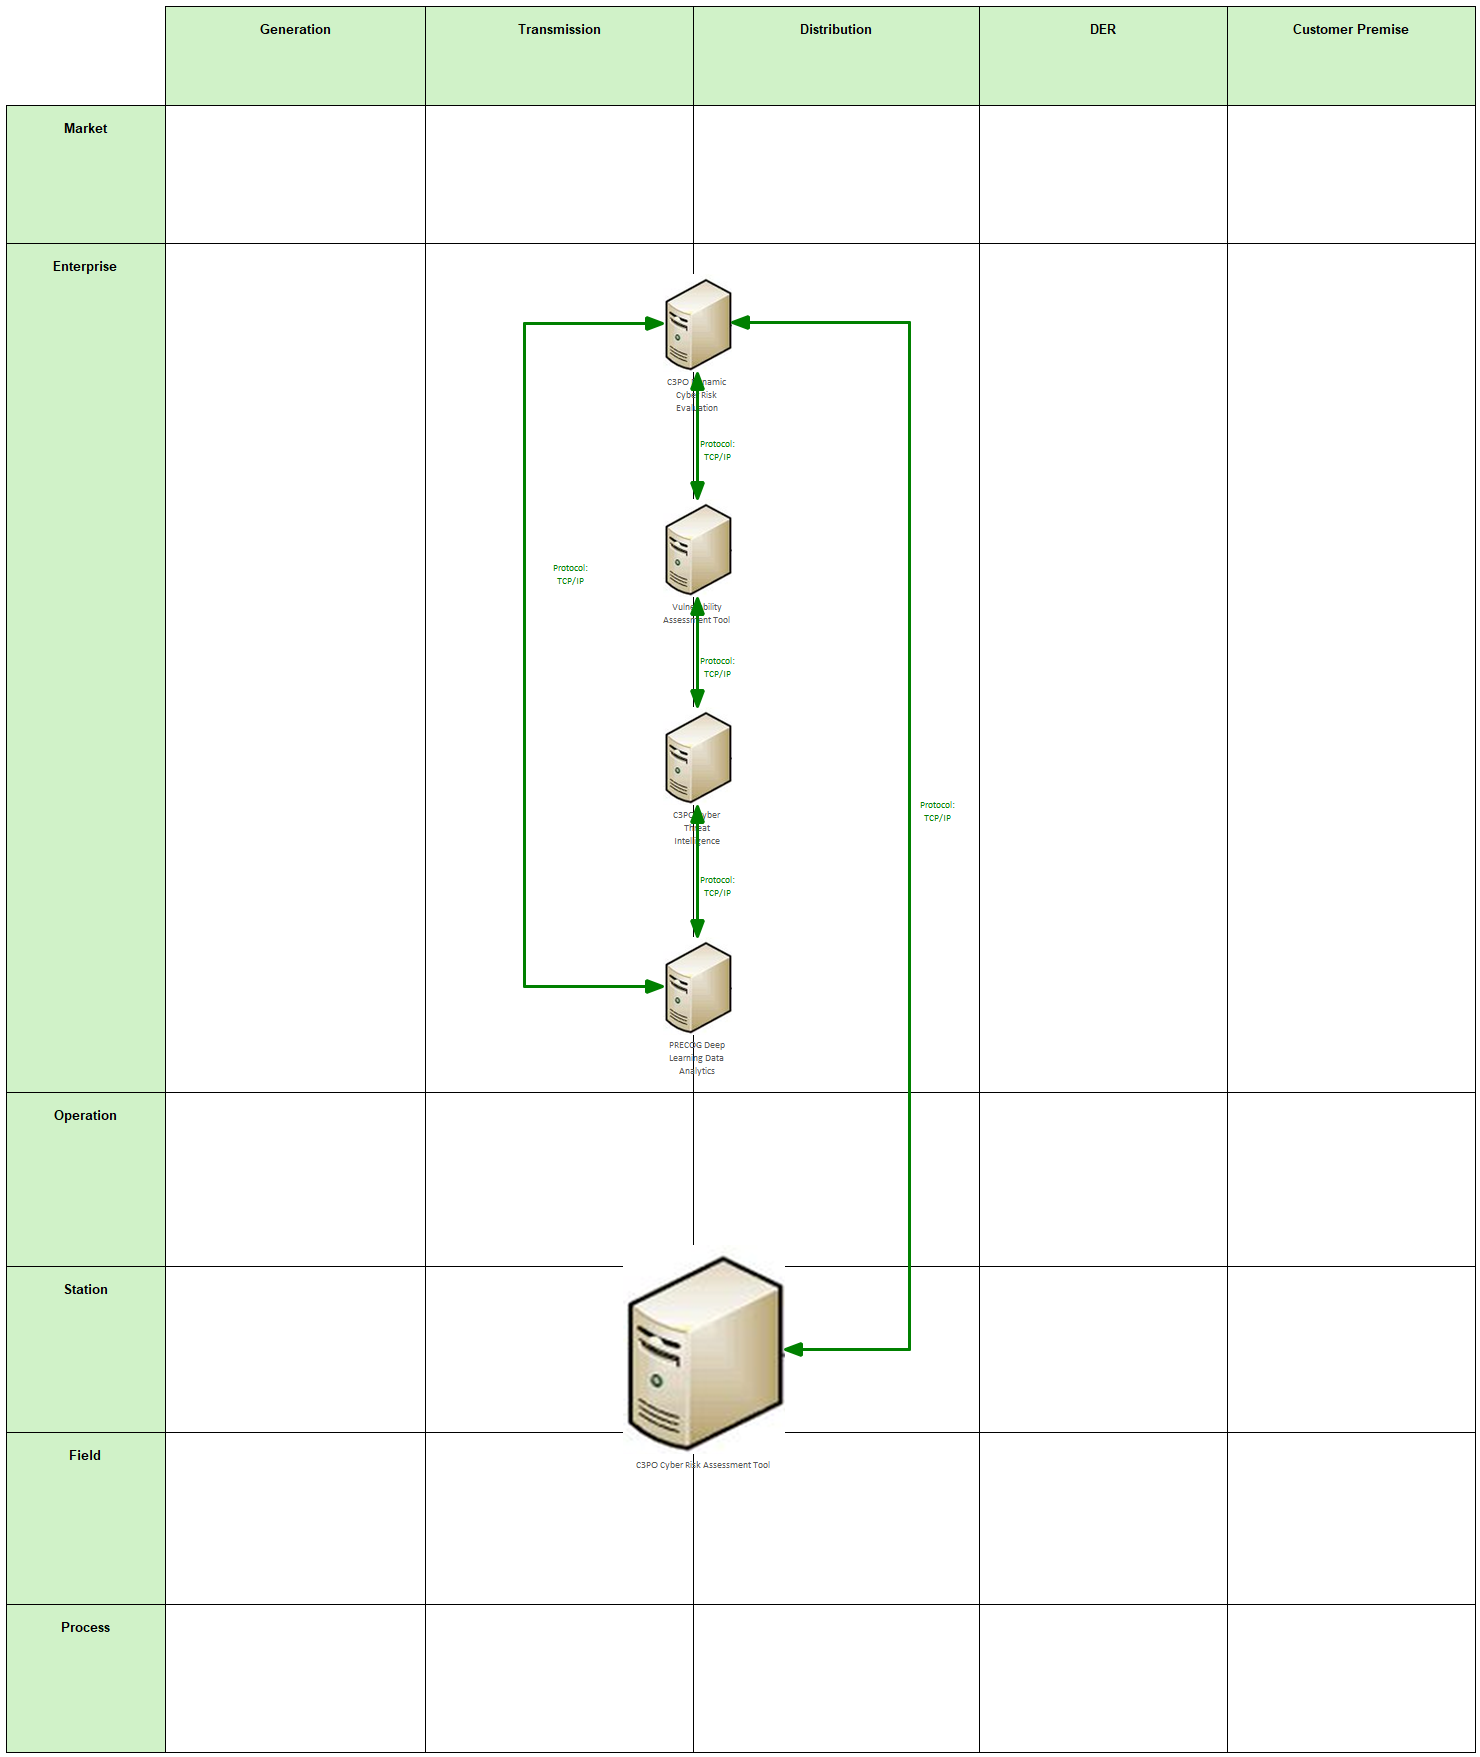 Generation
Transmission
Distribution
DER
Customer Premise
Market
Enterprise
C3PO Dynamic
Cyber Risk
Evaluation
Protocol:
TCP/IP
Protocol:
TCP/IP
Vulnerability
Assessment Tool
Protocol:
TCP/IP
Protocol:
TCP/IP
C3PO Cyber
Threat
Intelligence
Protocol:
TCP/IP
PRECOG Deep
Learning Data
Analytics
Operation
Station
Field
C3PO Cyber Risk Assessment Tool
Process